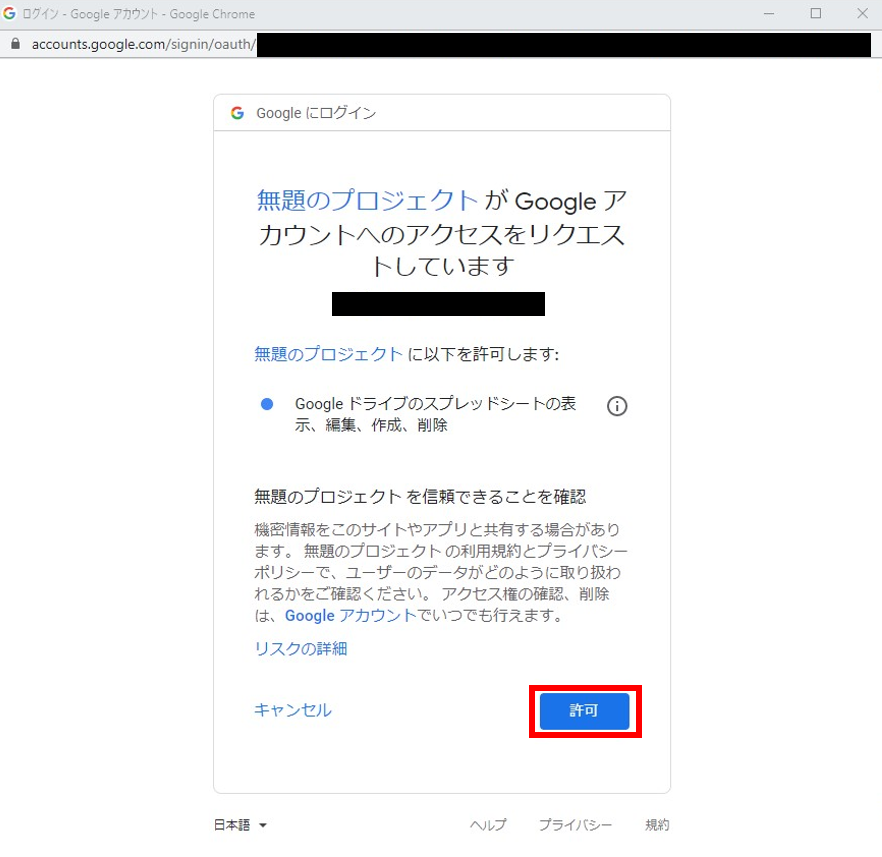 ログイン - Google アカウント - Google Chrome
accounts.google.com/signin/oauth/
Google にログイン
無題のプロジェクト が Google ア
カウントへのアクセスをリクエス
トしています
無題のプロジェクト に以下を許可します:
Google ドライブのスプレッドシートの表
示、編集、作成、削除
無題のプロジェクト を信頼できることを確認
機密情報をこのサイトやアプリと共有する場合があり
ます。 無題のプロジェクト の利用規約とプライバシー
ポリシーで、ユーザーのデータがどのように取り扱わ
れるかをご確認ください。 アクセス権の確認、削除
は、Google アカウントでいつでも行えます。
リスクの詳細
キャンセル 許可
日本語 ヘルプ プライバシー 規約